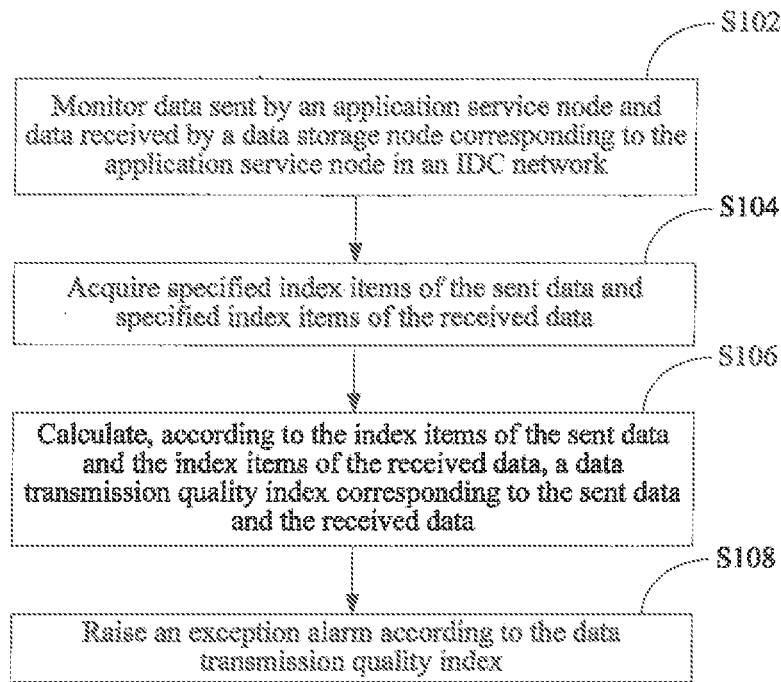 S102
Monitor data sent by an application service node and
data received by a data storage node corresponding to the
application service node in an IDC network
S104
Acquire specified index items of the sent data and
specified index items of the received data
S106
Calculate, according to the index items of the sent data
and the index items of the received data, a data
transmission quality index corresponding to the sent data
and the received data
S108
Raise an exception alarm according to the data
transmission quality index